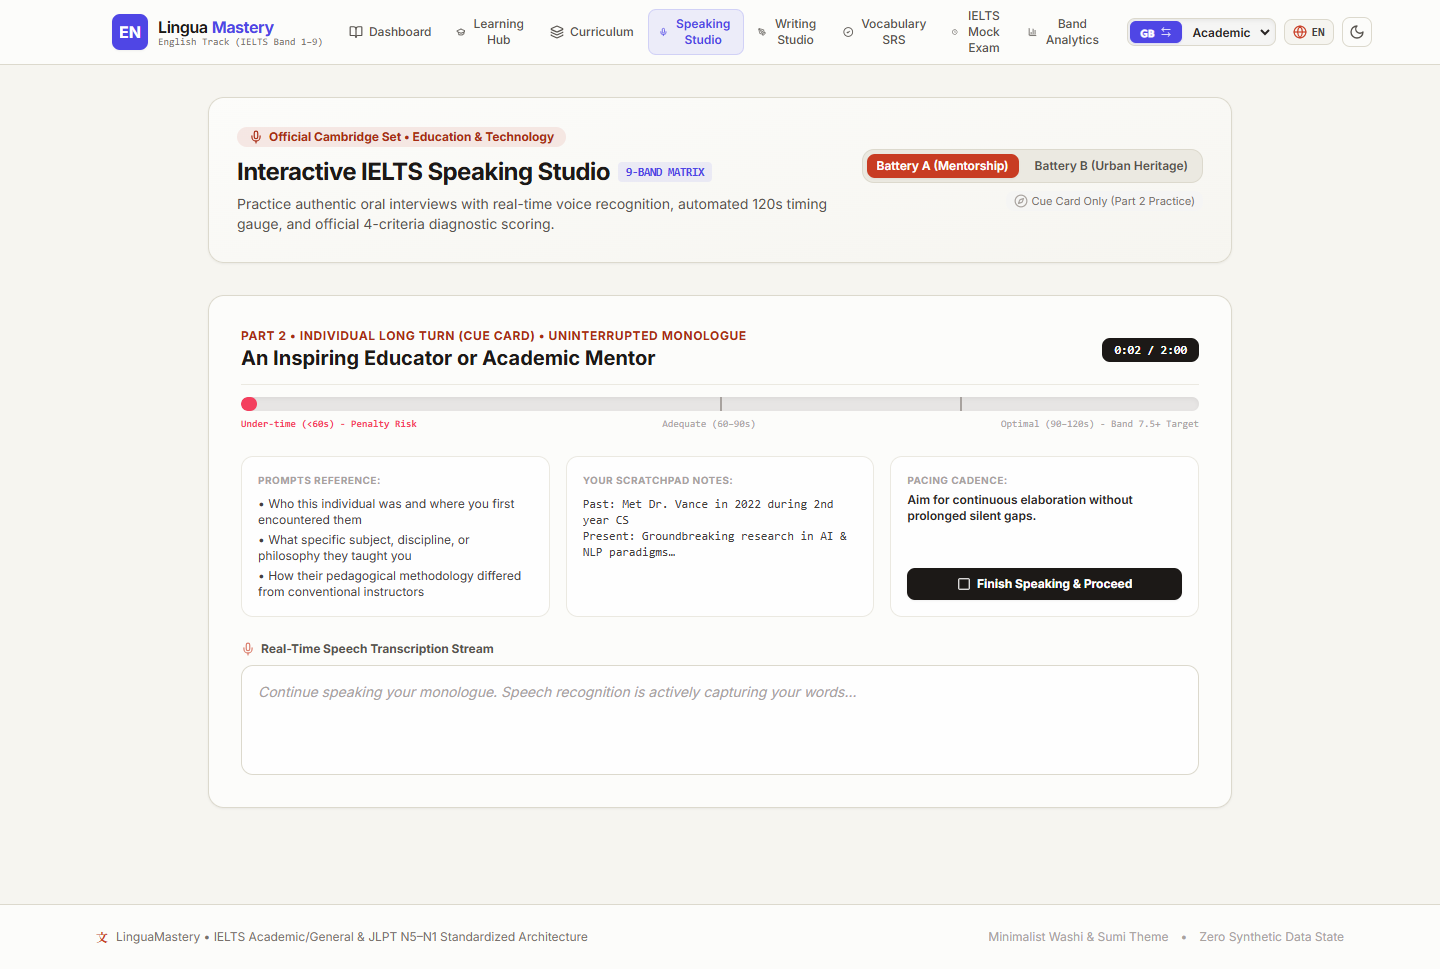 EN
Lingua Mastery
English Track (IELTS Band 1–9)
Dashboard
Learning
Hub
Curriculum
Speaking
Studio
Writing
Studio
Vocabulary
SRS
IELTS
Mock
Exam
Band
Analytics
GB
Academic
EN
Official Cambridge Set • Education & Technology
Interactive IELTS Speaking Studio
9-BAND MATRIX
Practice authentic oral interviews with real-time voice recognition, automated 120s timing
gauge, and official 4-criteria diagnostic scoring.
Battery A (Mentorship)
Battery B (Urban Heritage)
Cue Card Only (Part 2 Practice)
PART 2 • INDIVIDUAL LONG TURN (CUE CARD) • UNINTERRUPTED MONOLOGUE
An Inspiring Educator or Academic Mentor
0:02 / 2:00
Under-time (<60s) - Penalty Risk
Adequate (60–90s)
Optimal (90–120s) - Band 7.5+ Target
PROMPTS REFERENCE:
• Who this individual was and where you first
encountered them
• What specific subject, discipline, or
philosophy they taught you
• How their pedagogical methodology differed
from conventional instructors
YOUR SCRATCHPAD NOTES:
Past: Met Dr. Vance in 2022 during 2nd
year CS
Present: Groundbreaking research in AI &
NLP paradigms…
PACING CADENCE:
Aim for continuous elaboration without
prolonged silent gaps.
Finish Speaking & Proceed
Real-Time Speech Transcription Stream
Continue speaking your monologue. Speech recognition is actively capturing your words...
文 LinguaMastery • IELTS Academic/General & JLPT N5–N1 Standardized Architecture
Minimalist Washi & Sumi Theme • Zero Synthetic Data State